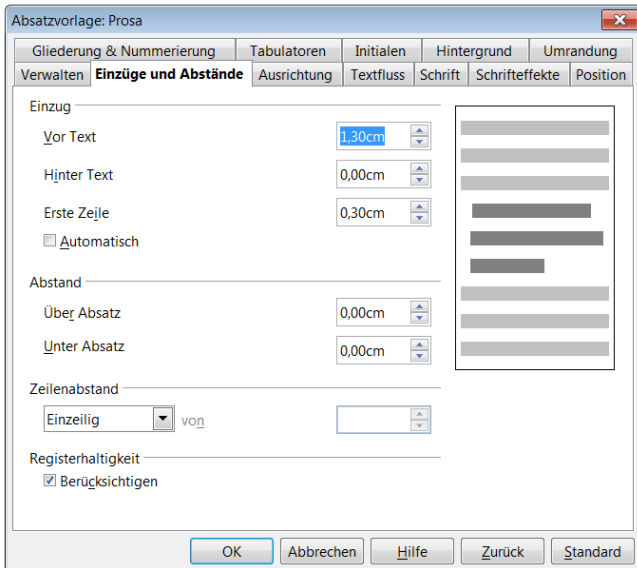 Absatzvorlage: Prosa
Gliederung & Nummerierung Tabulatoren Initialen Hintergrund Umrandung
Verwalten Einzüge und Abstände Ausrichtung Textfluss Schrift Schrifteffekte Position
Einzug
Vor Text 1,30cm
Hinter Text 0,00cm
Erste Zeile 0,30cm
Automatisch
Abstand
Über Absatz 0,00cm
Unter Absatz 0,00cm
Zeilenabstand
Einzeilig von
Registerhaltigkeit
Berücksichtigen
OK Abbrechen Hilfe Zurück Standard